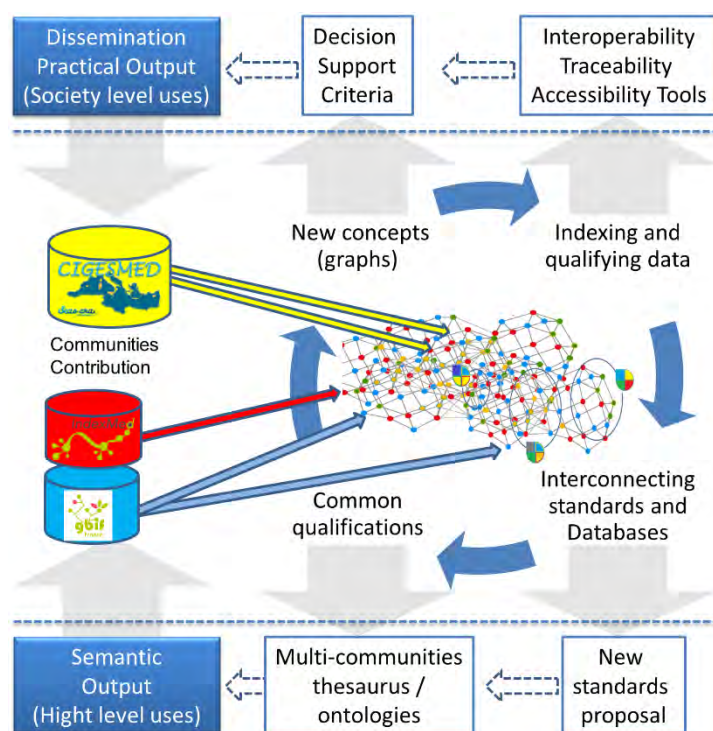 Dissemination
Practical Output
(Society level uses)
Decision
Support
Criteria
Interoperability
Traceability
Accessibility Tools
New concepts
(graphs)
Indexing and
qualifying data
CIGESMED
Communities
Contribution
IndexMed
gbif
france
Common
qualifications
Interconnecting
standards and
Databases
Semantic
Output
(Hight level uses)
Multi-communities
thesaurus /
ontologies
New
standards
proposal